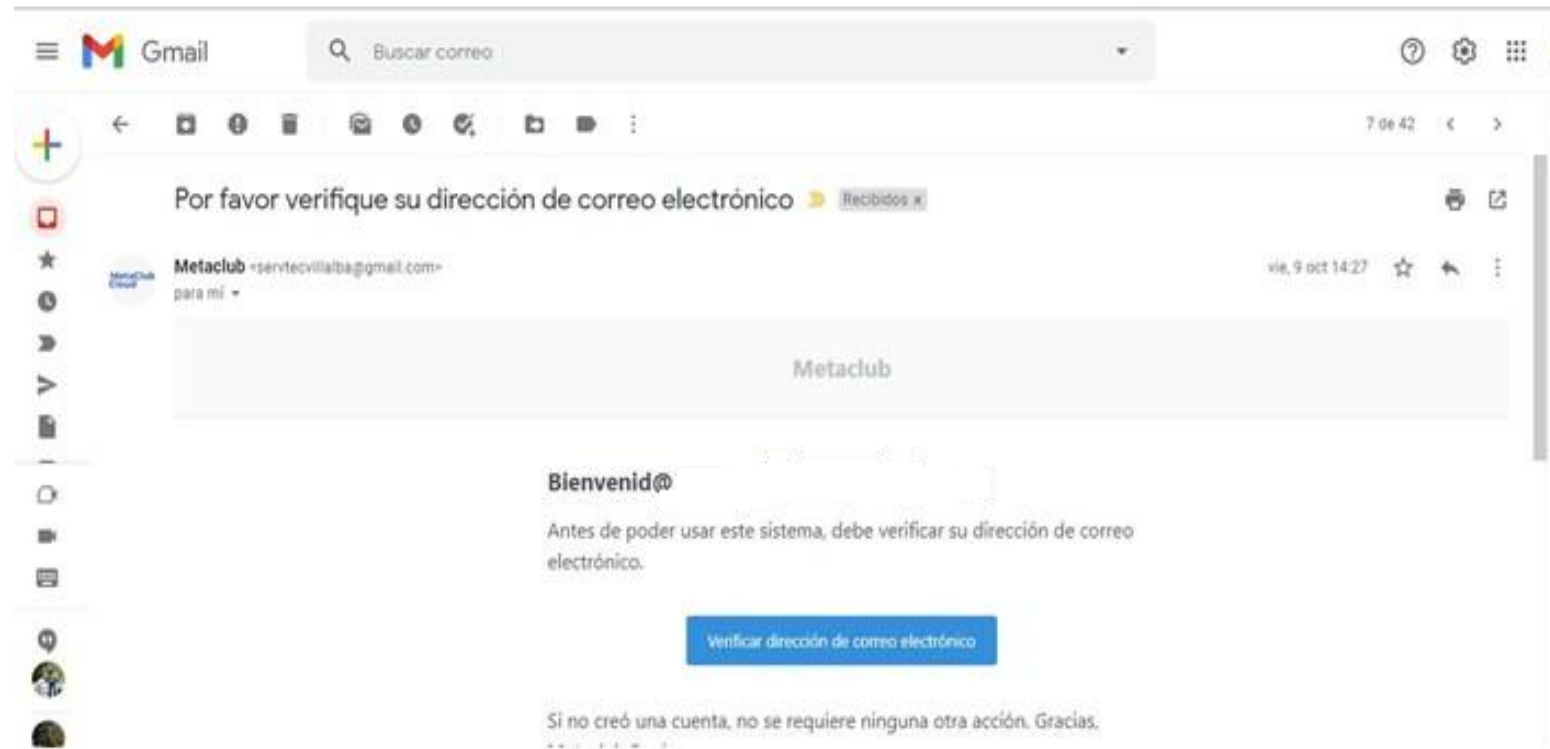 Gmail
Buscar correo
7 de 42
Por favor verifique su dirección de correo electrónico
Recibidos x
MetaClub
Cloud
Metaclub <servtecvillalba@gmail.com>
vie, 9 oct 14:27
para mí
Metaclub
Bienvenid@
Antes de poder usar este sistema, debe verificar su dirección de correo
electrónico.
Verificar dirección de correo electrónico
Si no creó una cuenta, no se requiere ninguna otra acción. Gracias,